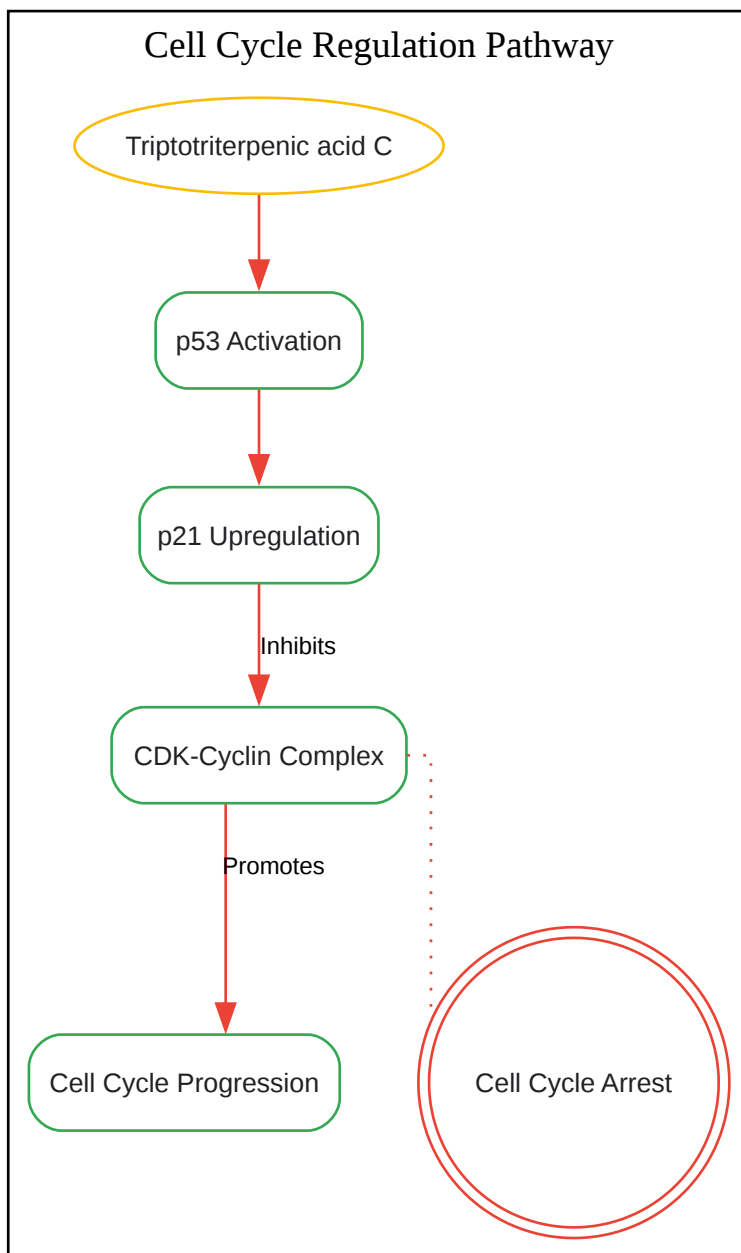 Cell Cycle Regulation Pathway
Triptotriterpenic acid C
p53 Activation
p21 Upregulation
Inhibits
CDK-Cyclin Complex
Promotes
Cell Cycle Progression
Cell Cycle Arrest